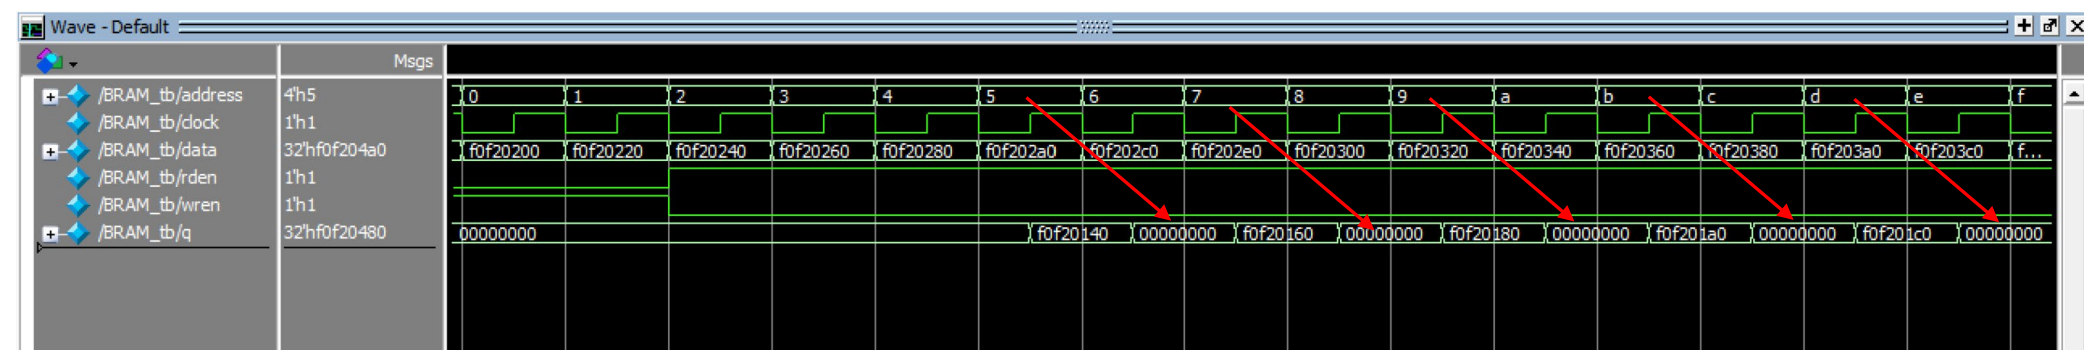 Wave - Default
Msgs
/BRAM_tb/address 4'h5 0 1 2 3 4 5 6 7 8 9 a b c d e f
/BRAM_tb/clock 1'h1
/BRAM_tb/data 32'hf0f204a0 f0f20200 f0f20220 f0f20240 f0f20260 f0f20280 f0f202a0 f0f202c0 f0f202e0 f0f20300 f0f20320 f0f20340 f0f20360 f0f20380 f0f203a0 f0f203c0 f...
/BRAM_tb/rden 1'h1
/BRAM_tb/wren 1'h1
/BRAM_tb/q 32'hf0f20480 00000000 f0f20140 00000000 f0f20160 00000000 f0f20180 00000000 f0f201a0 00000000 f0f201c0 00000000